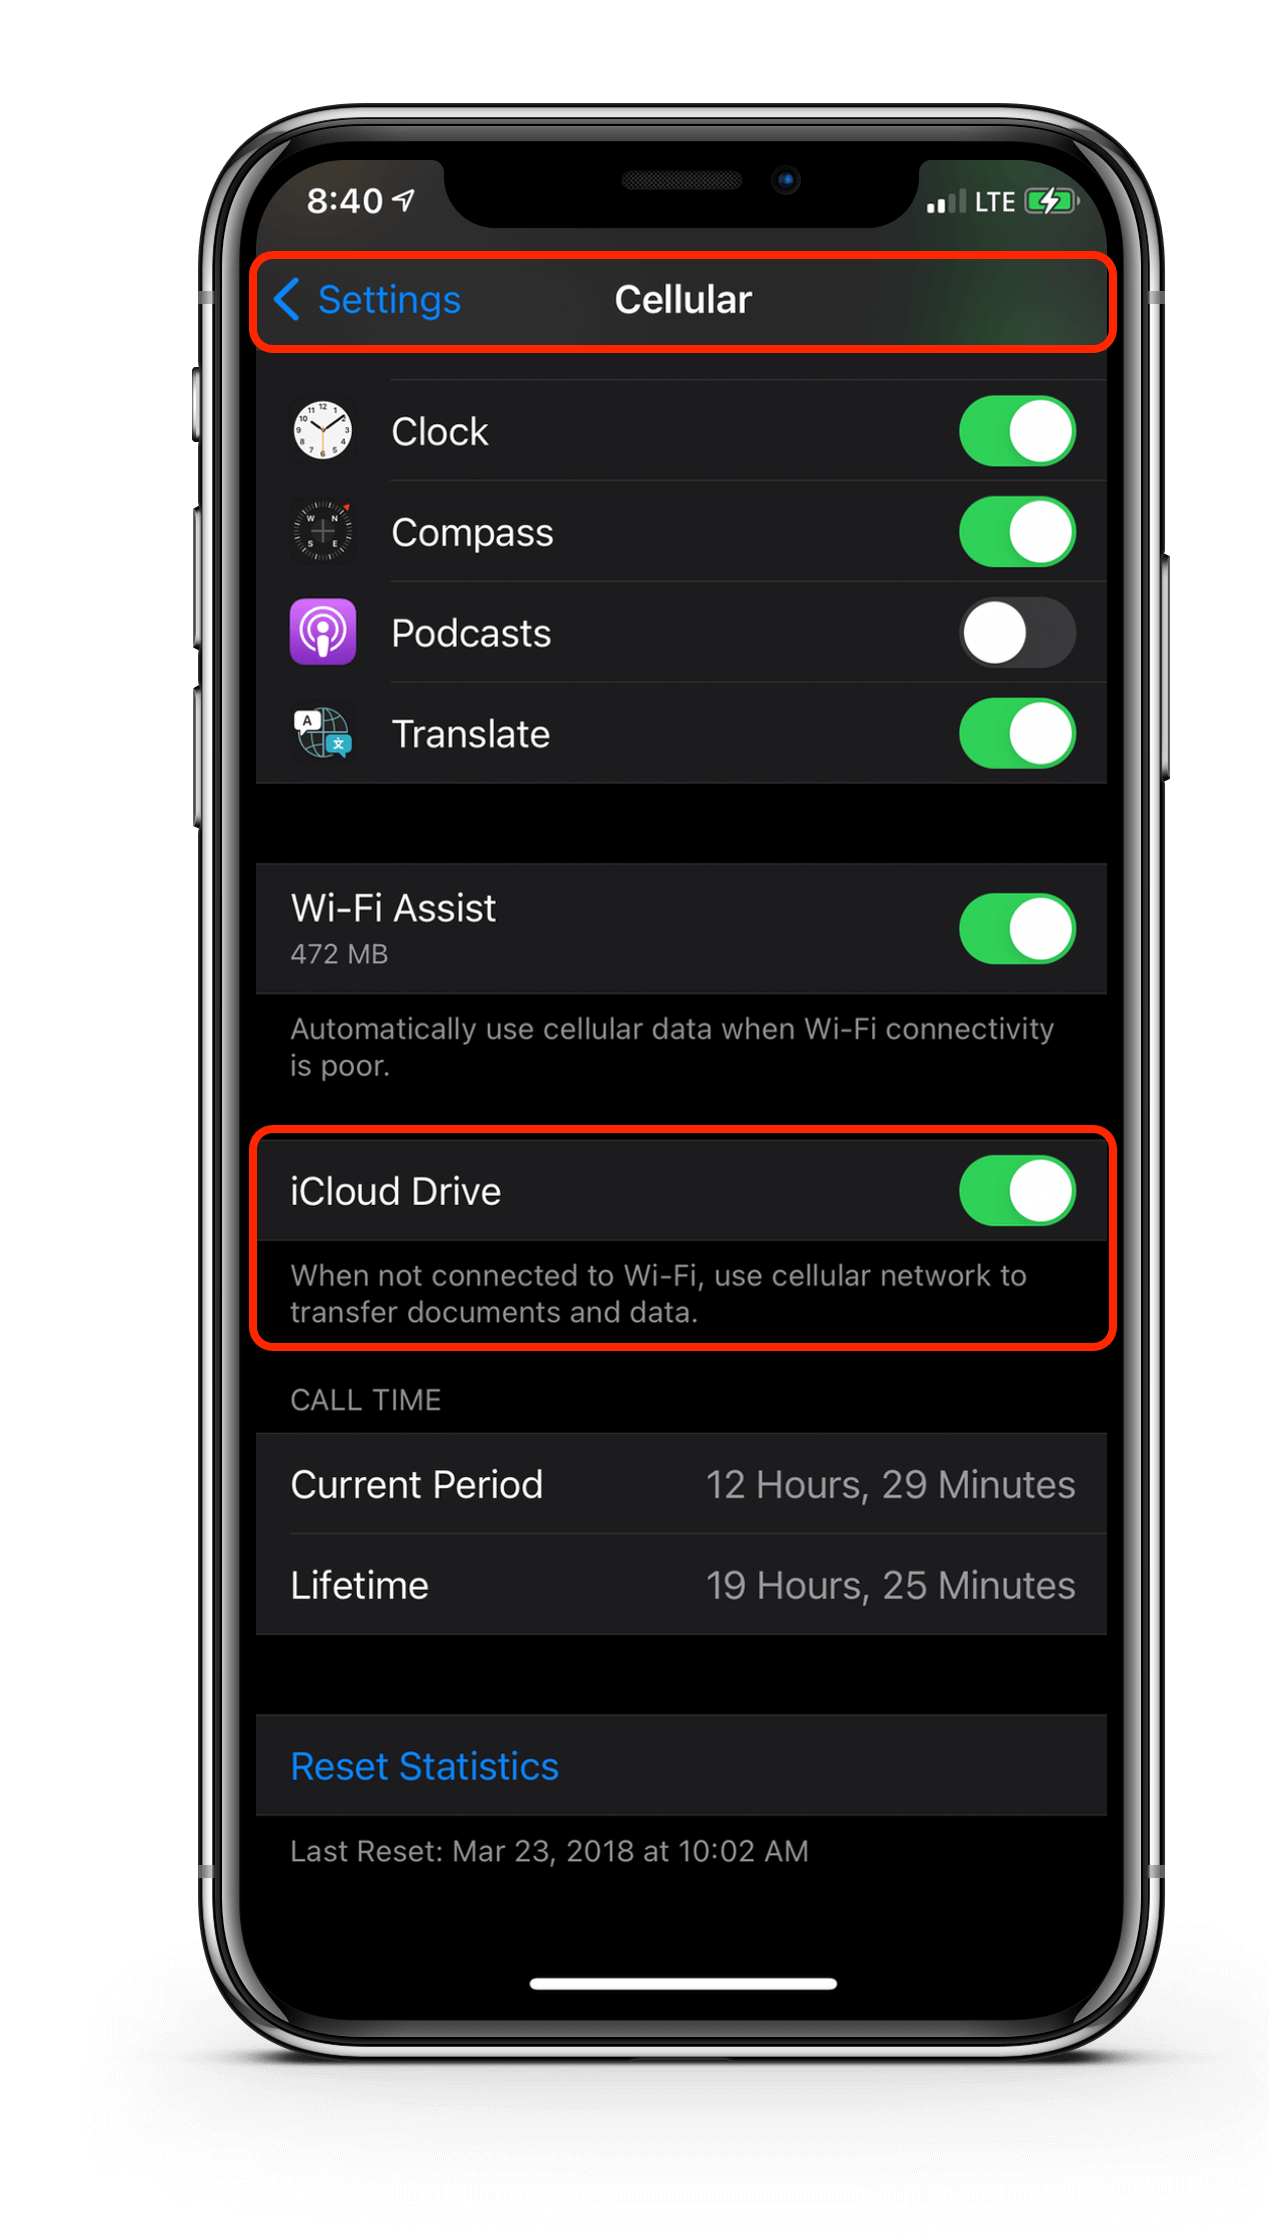 8:40 LTE
Settings Cellular
Clock
Compass
Podcasts
Translate
Wi-Fi Assist
472 MB
Automatically use cellular data when Wi-Fi connectivity
is poor.
iCloud Drive
When not connected to Wi-Fi, use cellular network to
transfer documents and data.
CALL TIME
Current Period 12 Hours, 29 Minutes
Lifetime 19 Hours, 25 Minutes
Reset Statistics
Last Reset: Mar 23, 2018 at 10:02 AM